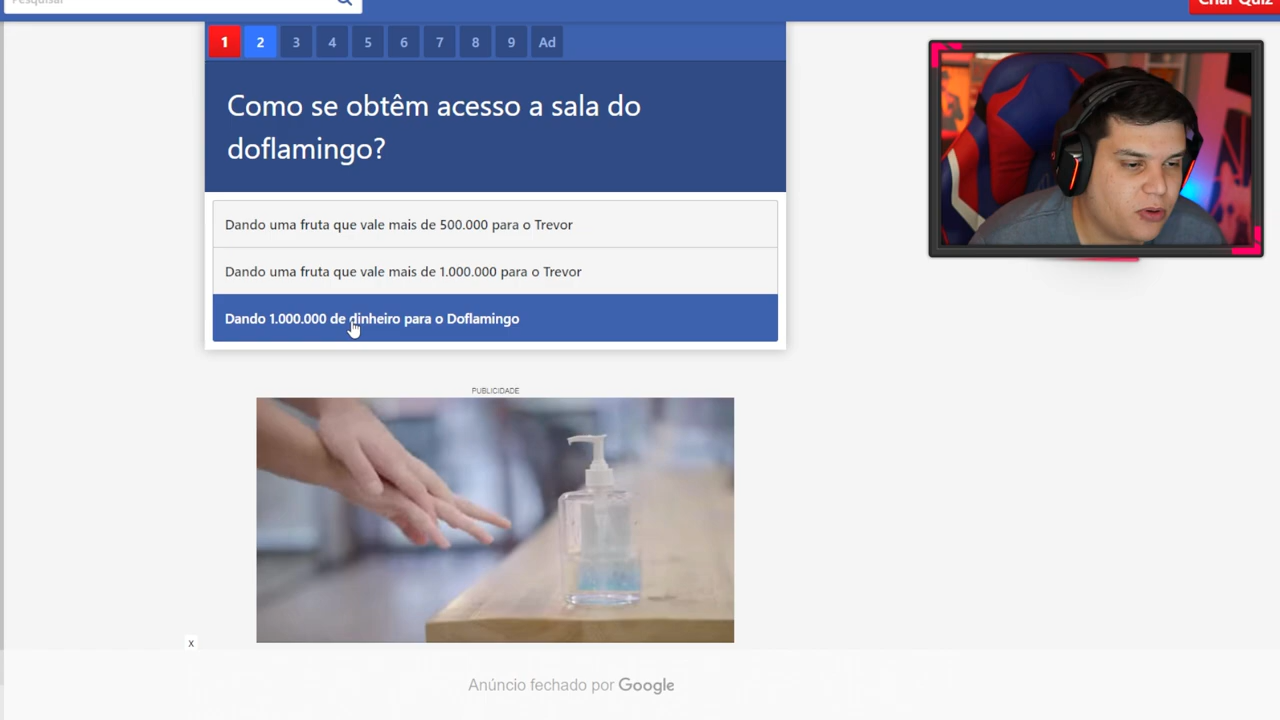 Pesquisar
Criar Quiz
1 2 3 4 5 6 7 8 9 Ad
Como se obtêm acesso a sala do
doflamingo?
Dando uma fruta que vale mais de 500.000 para o Trevor
Dando uma fruta que vale mais de 1.000.000 para o Trevor
Dando 1.000.000 de dinheiro para o Doflamingo
PUBLICIDADE
x
Anúncio fechado por Google